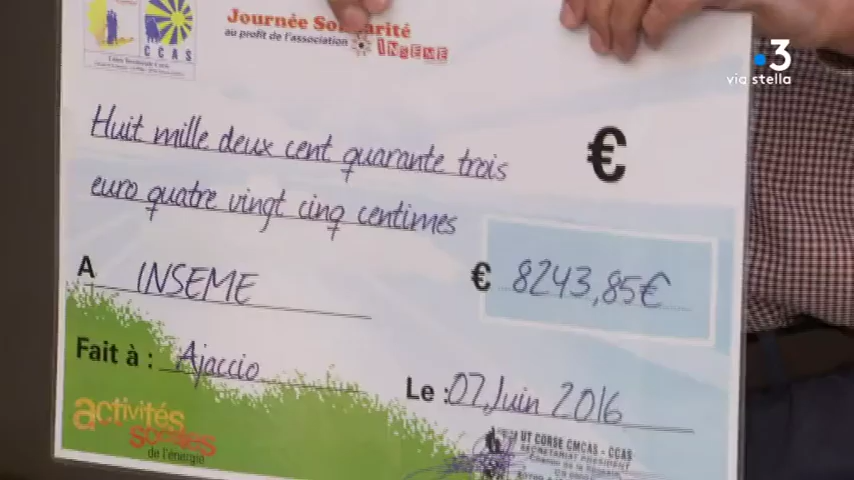 Journée Solidarité
au profit de l'association INSEME
CCAS
3
via stella
Huit mille deux cent quarante trois
€
euro quatre vingt cinq centimes
€ 8243,85€
A INSEME
Fait à : Ajaccio
Le : 07 Juin 2016
activités
sociales
de l'énergie
UT CORSE CMCAS - CCAS
SECRETARIAT PRESIDENT